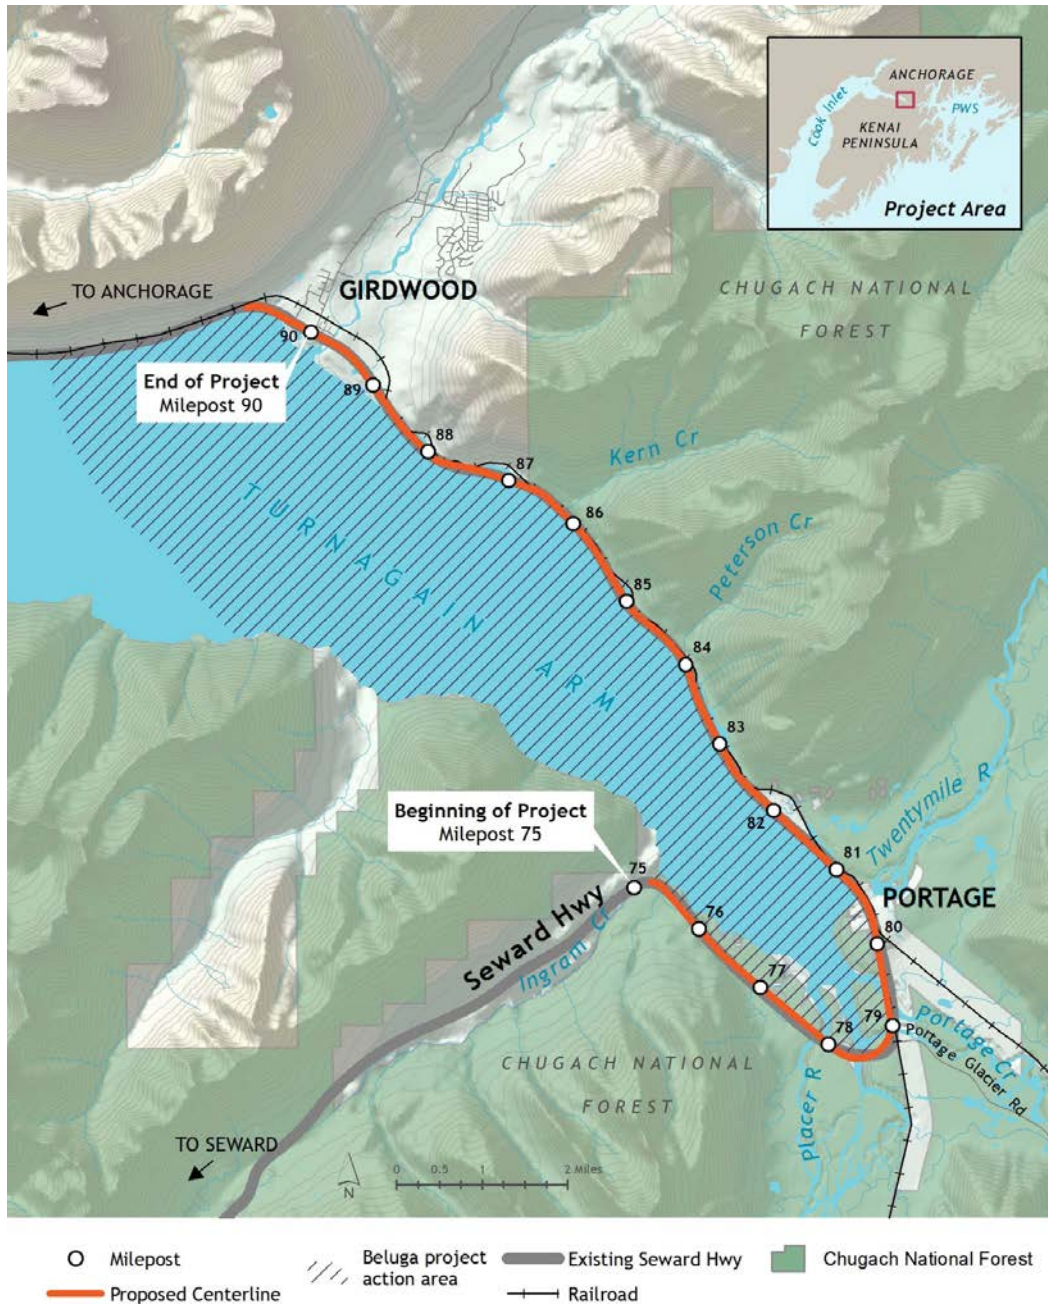 ANCHORAGE
Cook Inlet
PWS
KENAI
PENINSULA
Project Area
TO ANCHORAGE
GIRDWOOD
CHUGACH NATIONAL
FOREST
90
End of Project
Milepost 90
89
88
87
Kern Cr
86
TURNAGAIN ARM
Peterson Cr
85
84
83
Twentymile R
82
Beginning of Project
Milepost 75
81
75
PORTAGE
76
80
Seward Hwy
Ingram Cr
77
79
78
Portage Cr
Portage Glacier Rd
CHUGACH NATIONAL
FOREST
Placer R
TO SEWARD
N
0 0.5 1 2 Miles
Milepost
Beluga project
action area
Existing Seward Hwy
Chugach National Forest
Proposed Centerline
Railroad